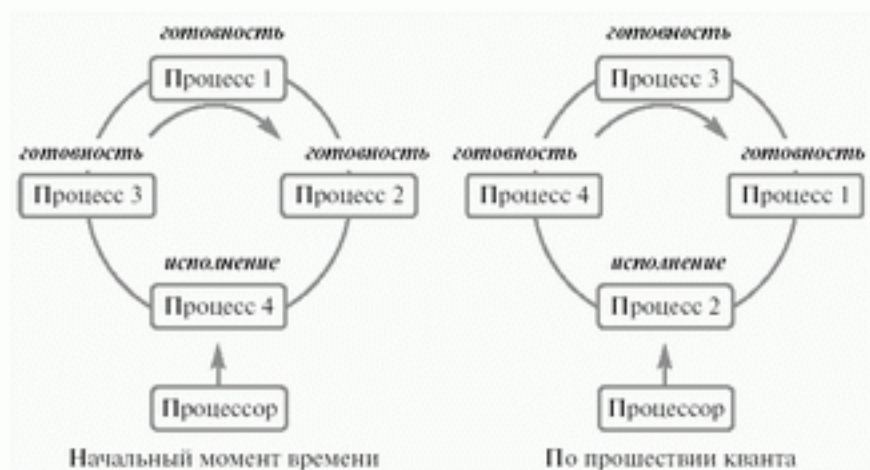 готовность
Процесс 1
готовность
готовность
Процесс 3
Процесс 2
исполнение
Процесс 4
Процессор
Начальный момент времени
готовность
Процесс 3
готовность
готовность
Процесс 4
Процесс 1
исполнение
Процесс 2
Процессор
По прошествии кванта